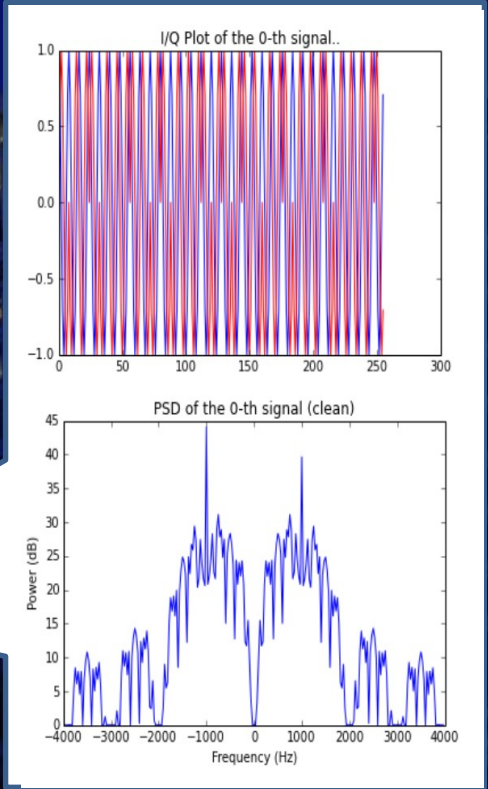 I/Q Plot of the 0-th signal..
1.0
0.5
0.0
−0.5
−1.0
0 50 100 150 200 250 300
PSD of the 0-th signal (clean)
45
40
35
30
25
20
15
10
5
0
Power (dB)
−4000 −3000 −2000 −1000 0 1000 2000 3000 4000
Frequency (Hz)